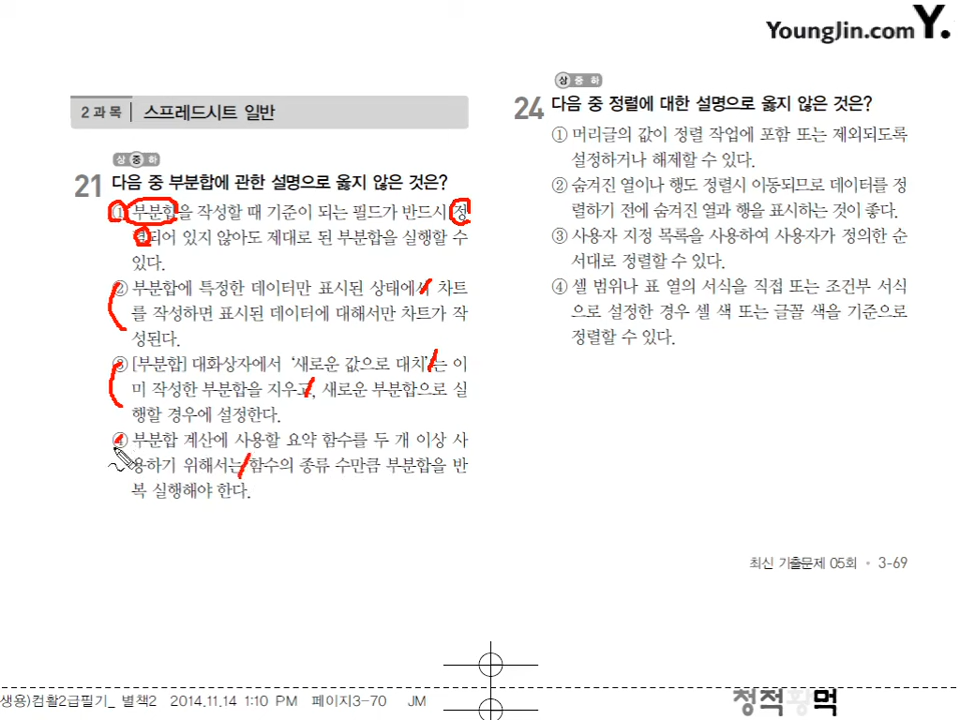 YoungJin.com Y.
2과목 스프레드시트 일반
상 중 하
21 다음 중 부분합에 관한 설명으로 옳지 않은 것은?
① 부분합을 작성할 때 기준이 되는 필드가 반드시 정
렬되어 있지 않아도 제대로 된 부분합을 실행할 수
있다.
② 부분합에 특정한 데이터만 표시된 상태에서 차트
를 작성하면 표시된 데이터에 대해서만 차트가 작
성된다.
③ [부분합] 대화상자에서 '새로운 값으로 대치'는 이
미 작성한 부분합을 지우고, 새로운 부분합으로 실
행할 경우에 설정한다.
④ 부분합 계산에 사용할 요약 함수를 두 개 이상 사
용하기 위해서는 함수의 종류 수만큼 부분합을 반
복 실행해야 한다.
상 중 하
24 다음 중 정렬에 대한 설명으로 옳지 않은 것은?
① 머리글의 값이 정렬 작업에 포함 또는 제외되도록
설정하거나 해제할 수 있다.
② 숨겨진 열이나 행도 정렬시 이동되므로 데이터를 정
렬하기 전에 숨겨진 열과 행을 표시하는 것이 좋다.
③ 사용자 지정 목록을 사용하여 사용자가 정의한 순
서대로 정렬할 수 있다.
④ 셀 범위나 표 열의 서식을 직접 또는 조건부 서식
으로 설정한 경우 셀 색 또는 글꼴 색을 기준으로
정렬할 수 있다.
최신 기출문제 05회 • 3-69
생용)컴활2급필기_ 별책2 2014.11.14 1:10 PM 페이지3-70 JM
정적황먹